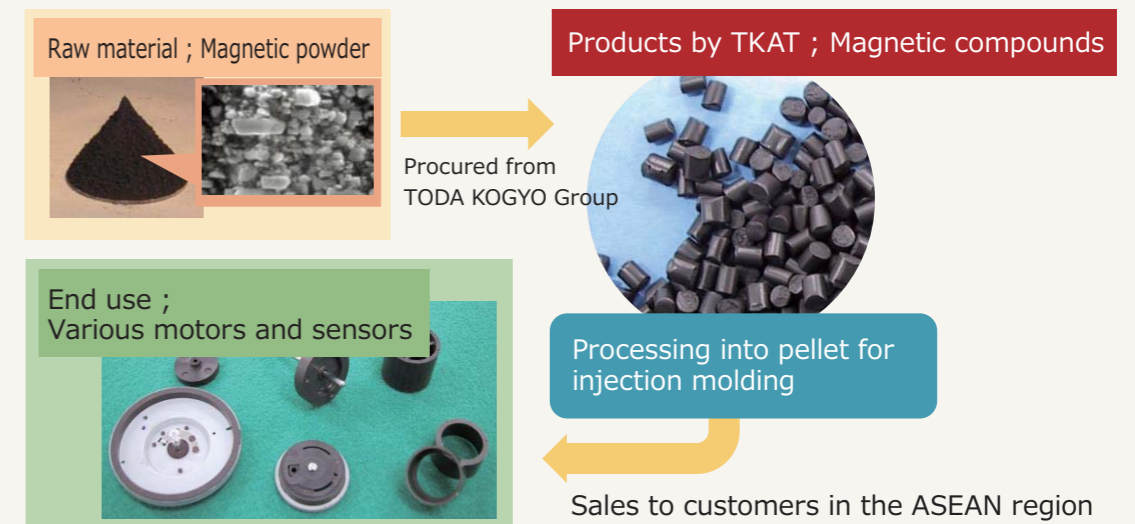 Raw material ; Magnetic powder
Products by TKAT ; Magnetic compounds
Procured from
TODA KOGYO Group
End use ;
Various motors and sensors
Processing into pellet for
injection molding
Sales to customers in the ASEAN region